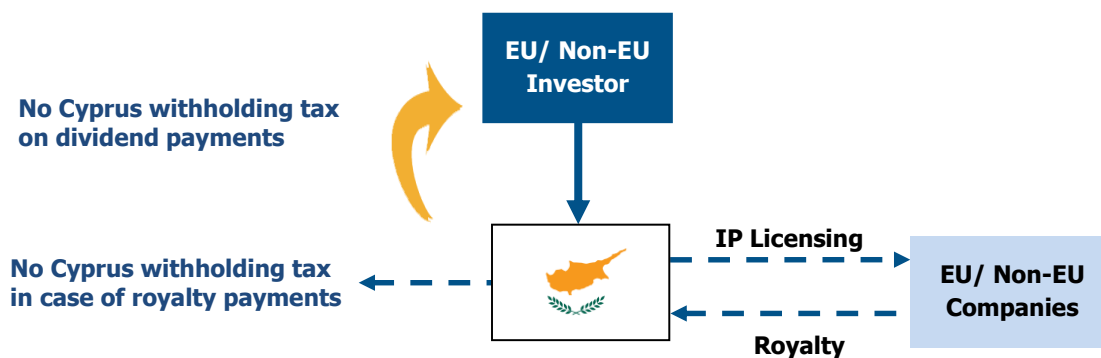 EU/ Non-EU
Investor
No Cyprus withholding tax
on dividend payments
IP Licensing
No Cyprus withholding tax
in case of royalty payments
EU/ Non-EU
Companies
Royalty